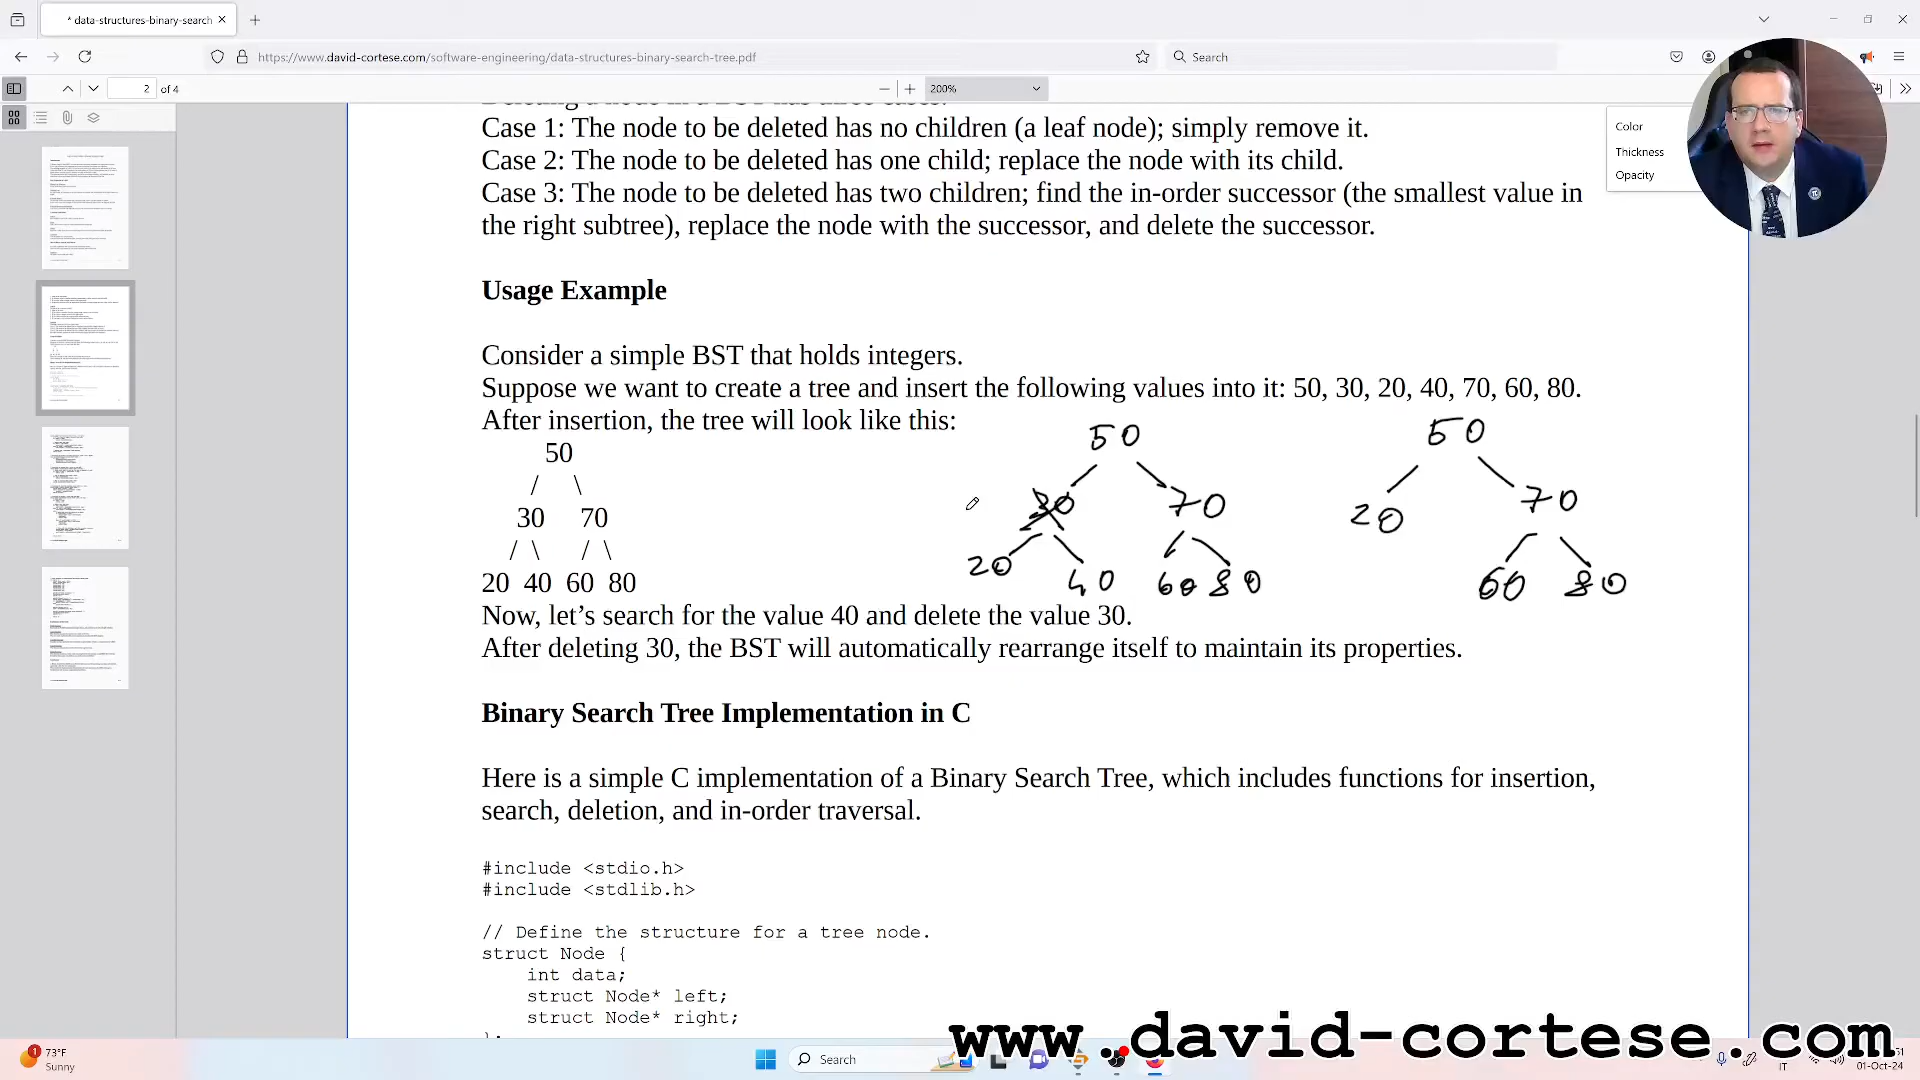 * data-structures-binary-search
https://www.david-cortese.com/software-engineering/data-structures-binary-search-tree.pdf
Search
2 of 4
200%
Color
Thickness
Opacity
Case 1: The node to be deleted has no children (a leaf node); simply remove it.
Case 2: The node to be deleted has one child; replace the node with its child.
Case 3: The node to be deleted has two children; find the in-order successor (the smallest value in
the right subtree), replace the node with the successor, and delete the successor.
Usage Example
Consider a simple BST that holds integers.
Suppose we want to create a tree and insert the following values into it: 50, 30, 20, 40, 70, 60, 80.
After insertion, the tree will look like this:
50
/ \
30 70
/ \ / \
20 40 60 80
50
30 70
20 40 60 80
50
20 70
60 80
Now, let’s search for the value 40 and delete the value 30.
After deleting 30, the BST will automatically rearrange itself to maintain its properties.
Binary Search Tree Implementation in C
Here is a simple C implementation of a Binary Search Tree, which includes functions for insertion,
search, deletion, and in-order traversal.
#include <stdio.h>
#include <stdlib.h>
// Define the structure for a tree node.
struct Node {
int data;
struct Node* left;
struct Node* right;
};
www.david-cortese.com
1
73°F
Sunny
Search
IT
01-Oct-24